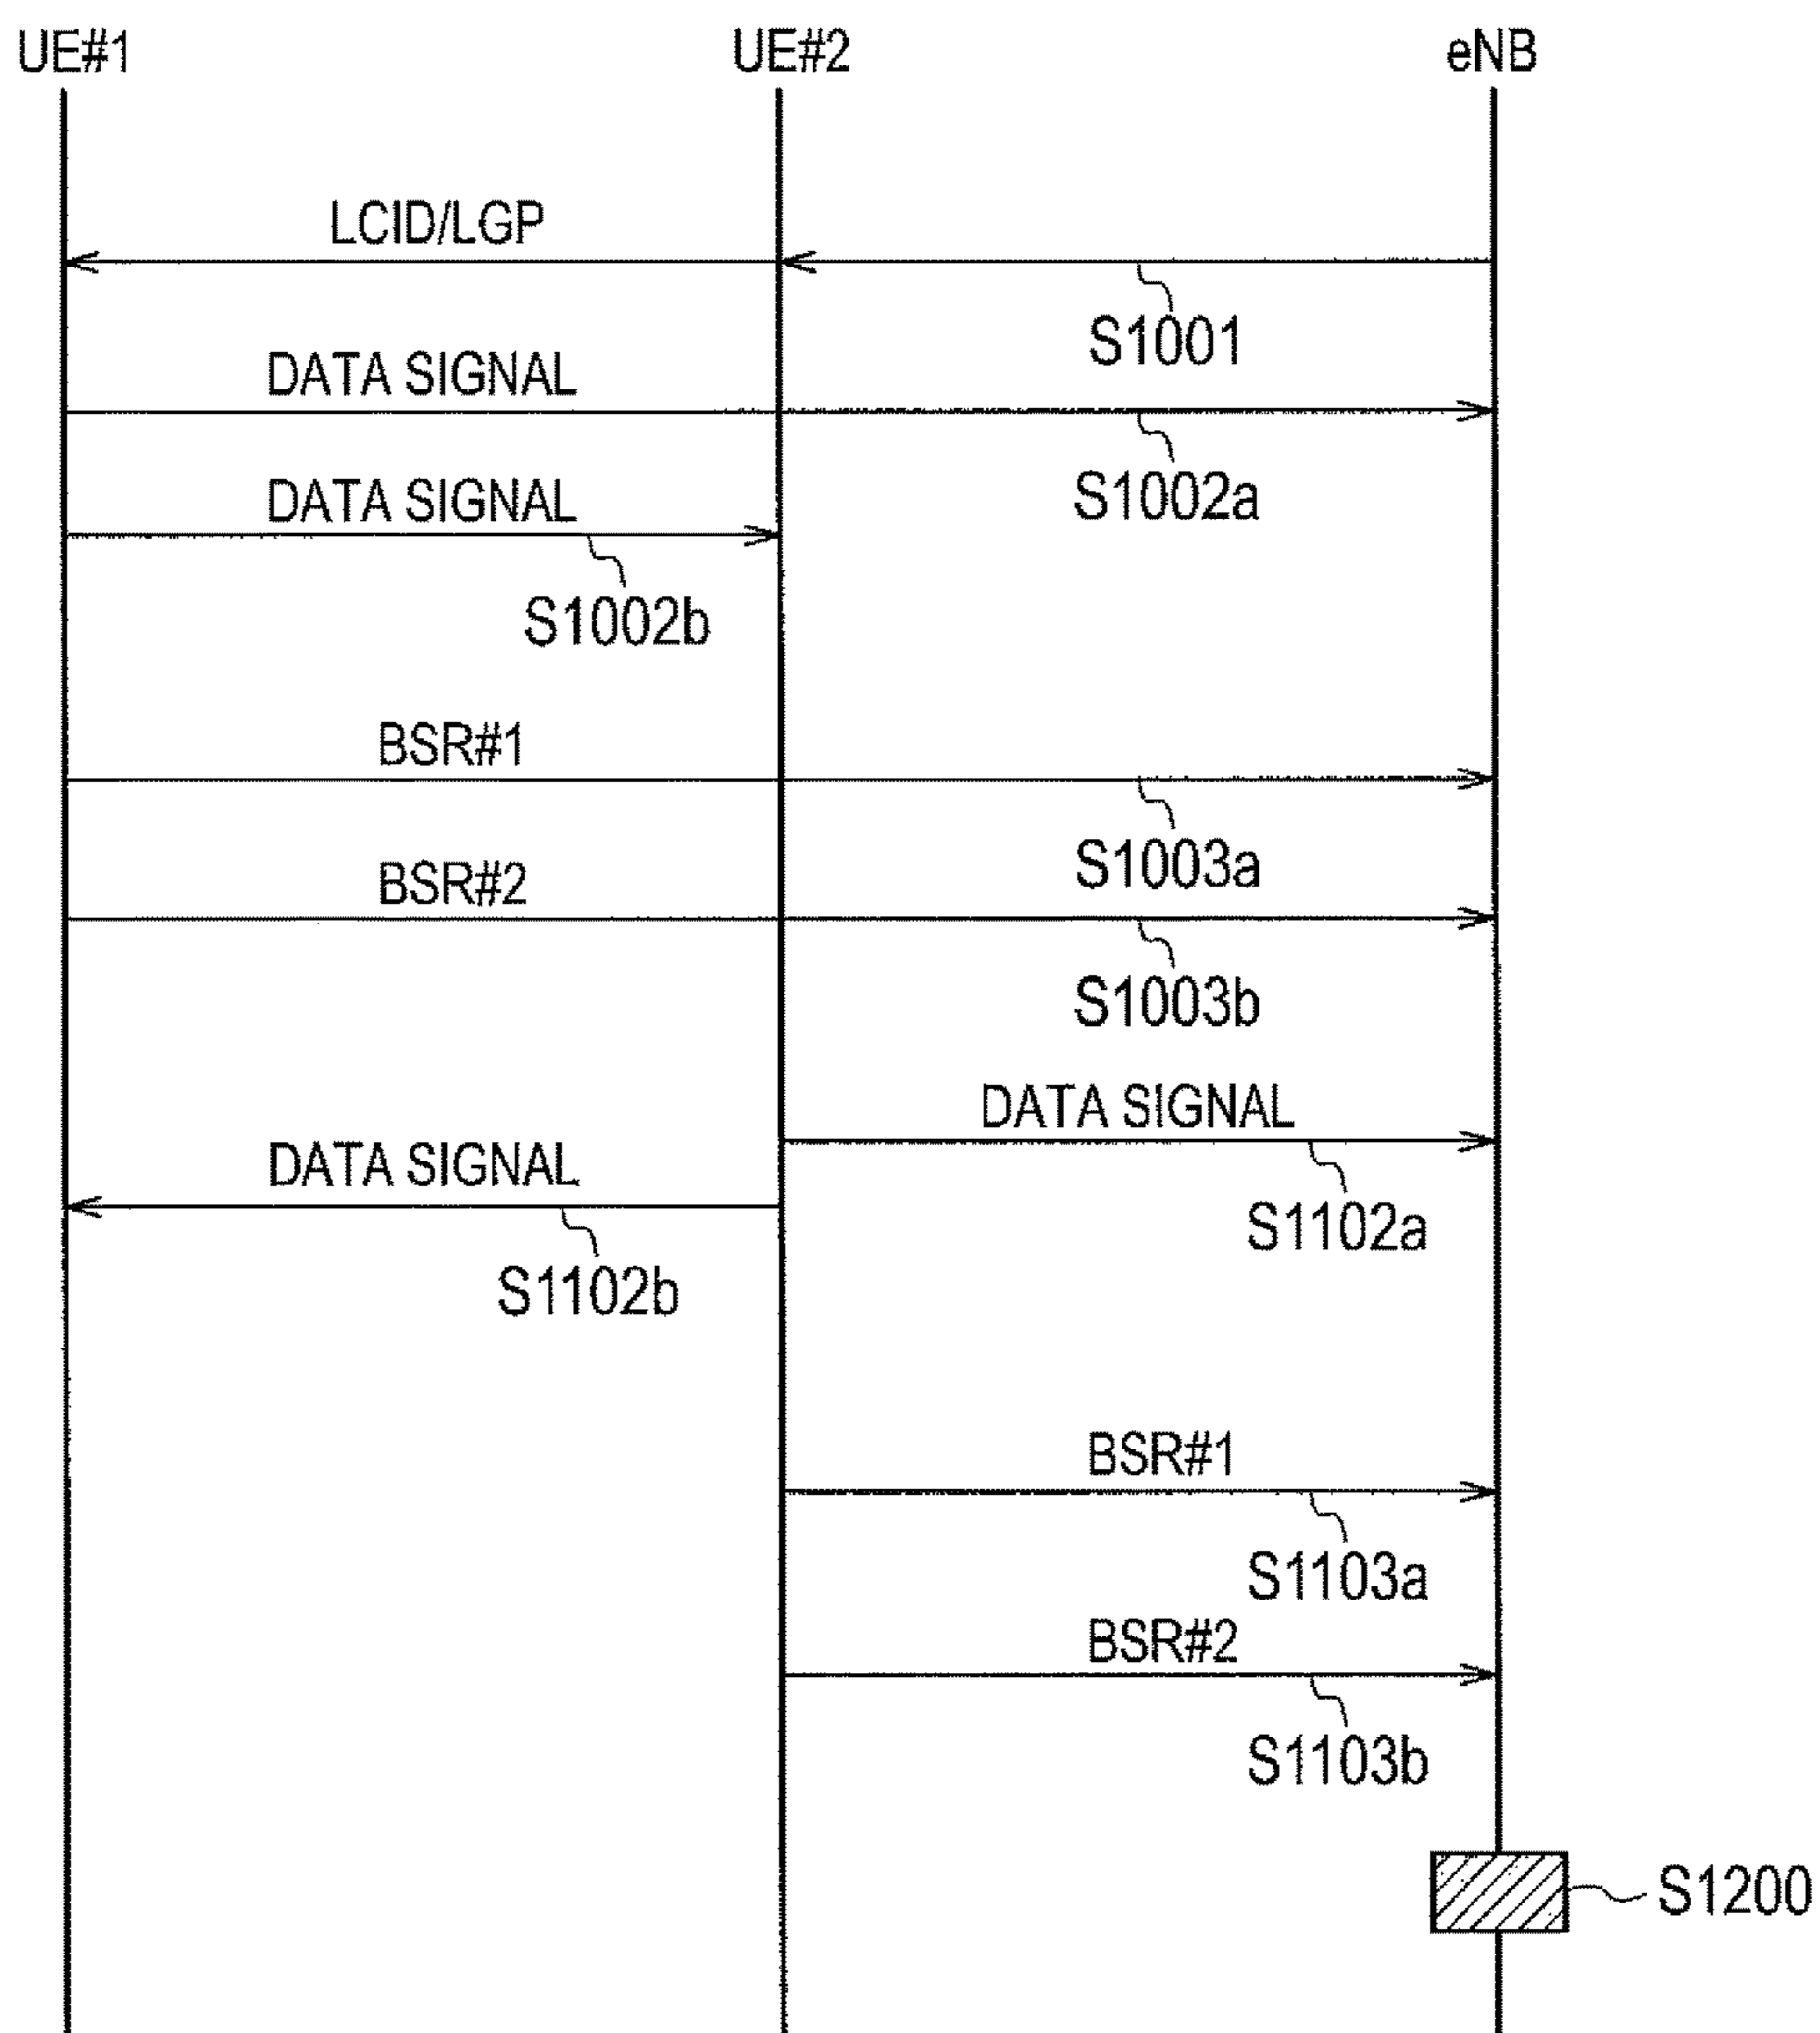 UE#1 UE#2 eNB
LCID/LGP
S1001
DATA SIGNAL
S1002a
DATA SIGNAL
S1002b
BSR#1
S1003a
BSR#2
S1003b
DATA SIGNAL
S1102a
DATA SIGNAL
S1102b
BSR#1
S1103a
BSR#2
S1103b
S1200